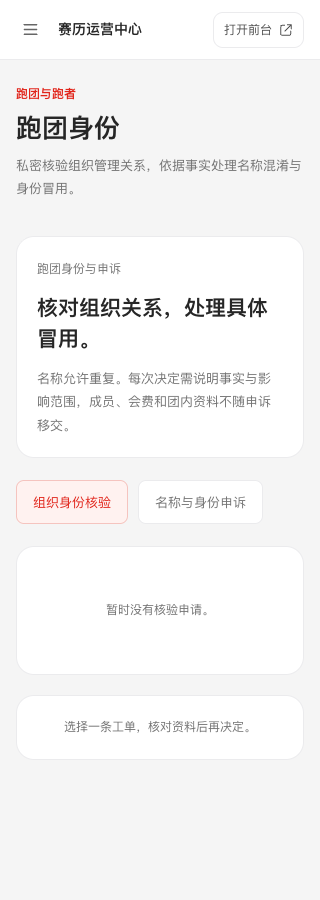 赛历运营中心
打开前台
跑团与跑者
跑团身份
私密核验组织管理关系，依据事实处理名称混淆与
身份冒用。
跑团身份与申诉
核对组织关系，处理具体
冒用。
名称允许重复。每次决定需说明事实与影
响范围，成员、会费和团内资料不随申诉
移交。
组织身份核验
名称与身份申诉
暂时没有核验申请。
选择一条工单，核对资料后再决定。